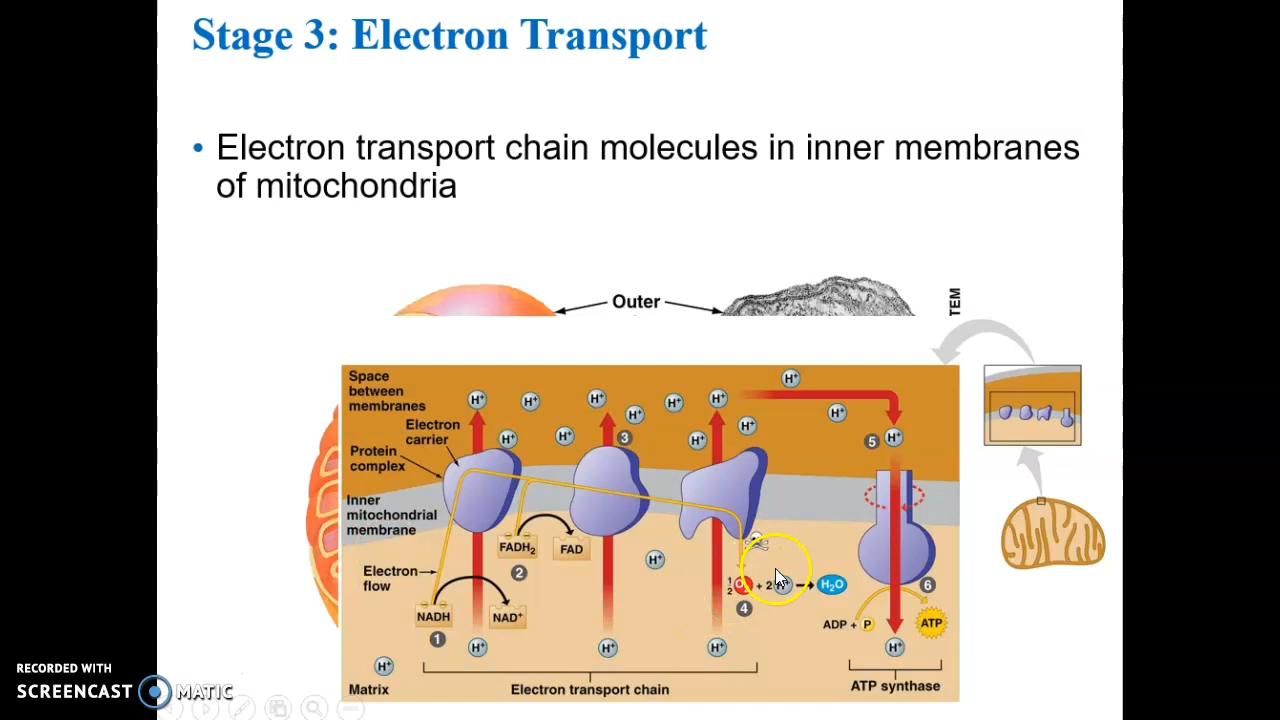 Stage 3: Electron Transport
• Electron transport chain molecules in inner membranes
of mitochondria
Outer
TEM
Space
between
membranes
H⁺
H⁺
H⁺
H⁺
H⁺
H⁺
H⁺
H⁺
Electron
carrier
H⁺
H⁺
3
H⁺
H⁺
5
H⁺
Protein
complex
Inner
mitochondrial
membrane
FADH₂
FAD
2
H⁺
Electron
flow
NADH
NAD⁺
1
½
+ 2
H₂O
4
6
ADP +
P
ATP
H⁺
H⁺
H⁺
H⁺
H⁺
Matrix
Electron transport chain
ATP synthase
RECORDED WITH
SCREENCAST
MATIC